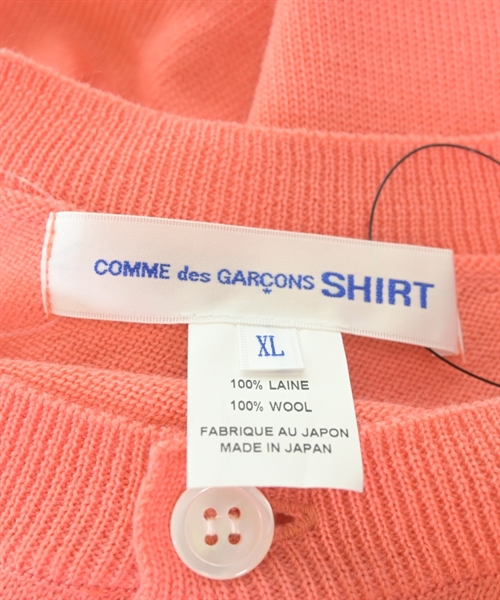 COMME des GARÇONS SHIRT
XL
100% LAINE
100% WOOL
FABRIQUE AU JAPON
MADE IN JAPAN